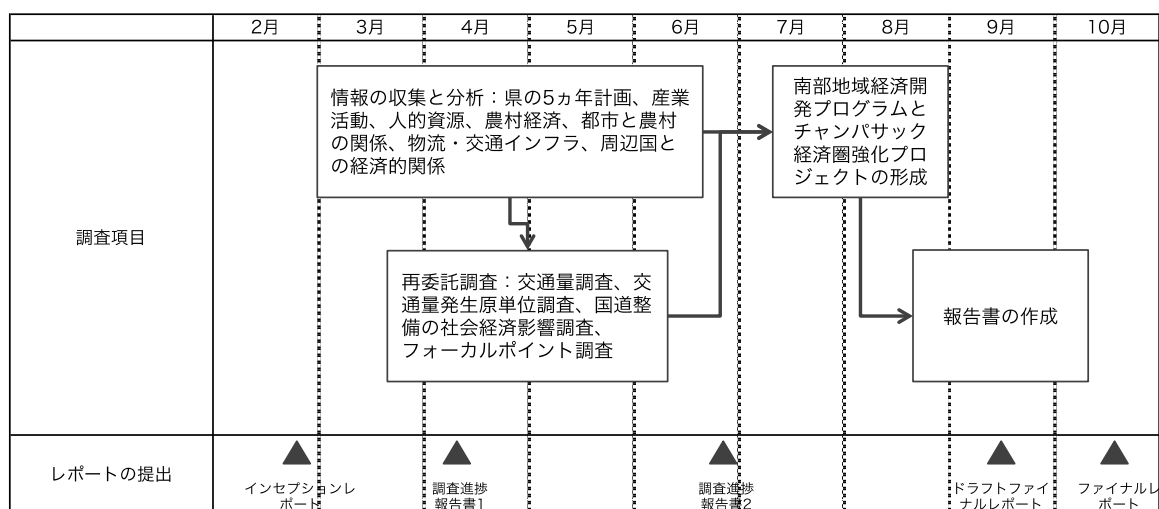 2月 3月 4月 5月 6月 7月 8月 9月 10月
情報の収集と分析：県の5ヵ年計画、産業
活動、人的資源、農村経済、都市と農村
の関係、物流・交通インフラ、周辺国と
の経済的関係
南部地域経済開
発プログラムと
チャンパサック
経済圏強化プロ
ジェクトの形成
調査項目
再委託調査：交通量調査、交
通量発生原単位調査、国道整
備の社会経済影響調査、
フォーカルポイント調査
報告書の作成
レポートの提出
インセプションレ
ポート
調査進捗
報告書1
調査進捗
報告書2
ドラフトファイ
ナルレポート
ファイナルレ
ポート